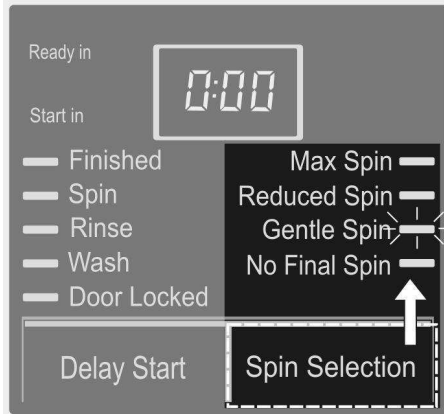 Ready in
0:00
Start in
Finished
Spin
Rinse
Wash
Door Locked
Max Spin
Reduced Spin
Gentle Spin
No Final Spin
Delay Start
Spin Selection